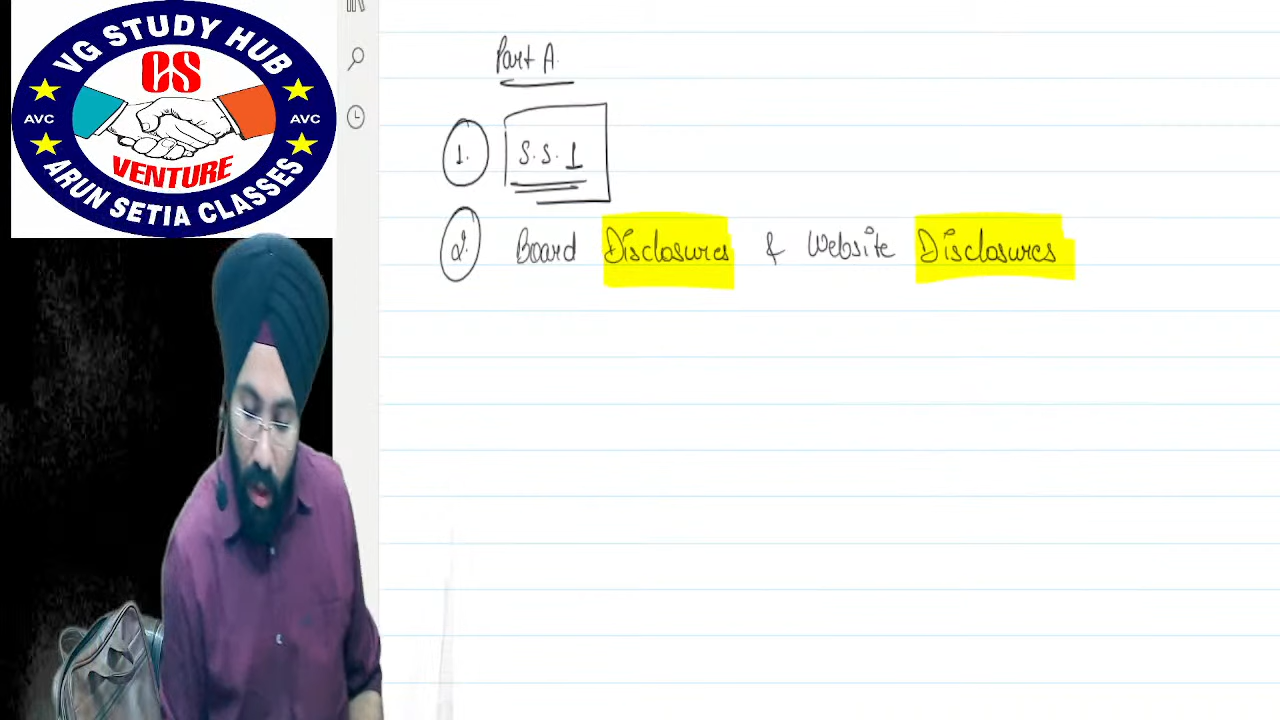 VG STUDY HUB
CS
AVC
AVC
VENTURE
ARUN SETIA CLASSES
Part A.
1. S.S. 1
2. Board Disclosures & Website Disclosures